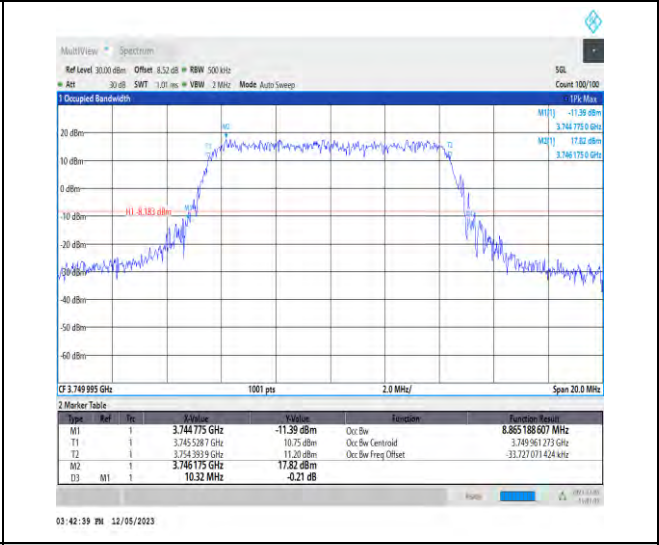 MultiView Spectrum
Ref Level 30.00 dBm Offset 8.52 dB RBW 500 kHz SGL
Att 30 dB SWT 1.01 ms VBW 2 MHz Mode Auto Sweep Count 100/100
1 Occupied Bandwidth 1Pk Max
M1[1] -11.39 dBm
3.744 775 0 GHz
M2[1] 17.82 dBm
3.746 175 0 GHz
20 dBm
M2
T1 T2
10 dBm
0 dBm
M1
H1 -8.183 dBm
-10 dBm
-20 dBm
-30 dBm
-40 dBm
-50 dBm
-60 dBm
CF 3.749 995 GHz 1001 pts 2.0 MHz/ Span 20.0 MHz
2 Marker Table
Type Ref Trc X-Value Y-Value Function Function Result
M1 1 3.744 775 GHz -11.39 dBm Occ Bw 8.865 188 607 MHz
T1 1 3.745 528 7 GHz 10.75 dBm Occ Bw Centroid 3.749 961 273 GHz
T2 1 3.754 393 9 GHz 11.20 dBm Occ Bw Freq Offset -33.727 071 424 kHz
M2 1 3.746 175 GHz 17.82 dBm
D3 M1 1 10.32 MHz -0.21 dB
03:42:39 PM 12/05/2023